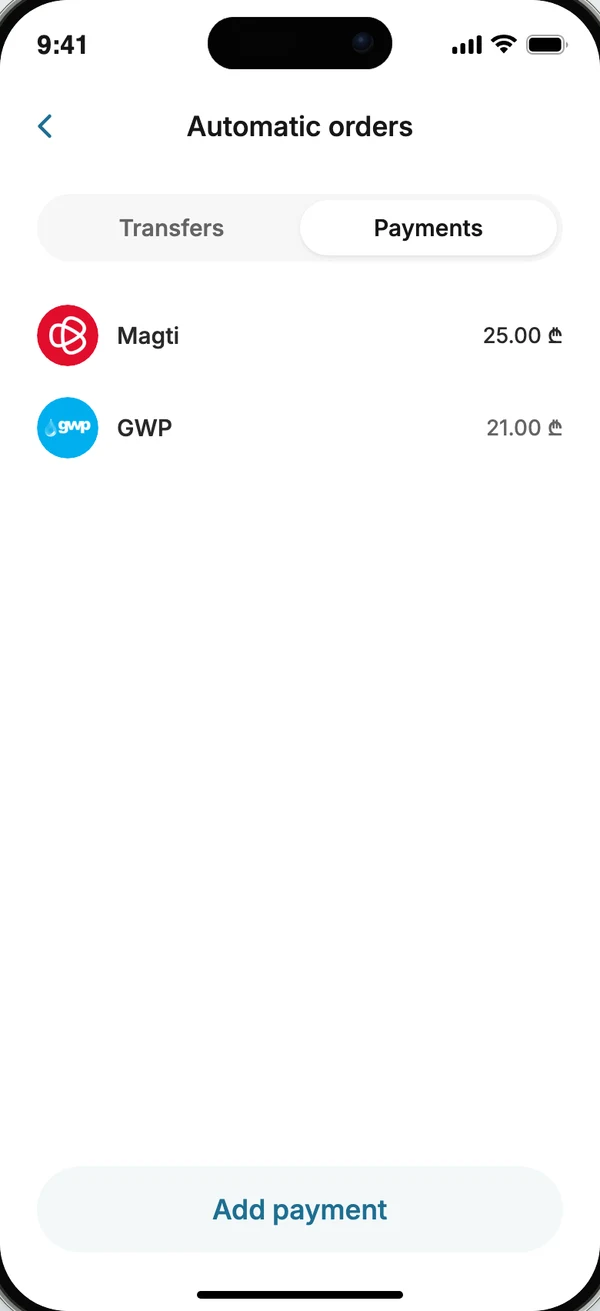 9:41
Automatic orders
Transfers Payments
Magti 25.00 ₾
gwp GWP 21.00 ₾
Add payment